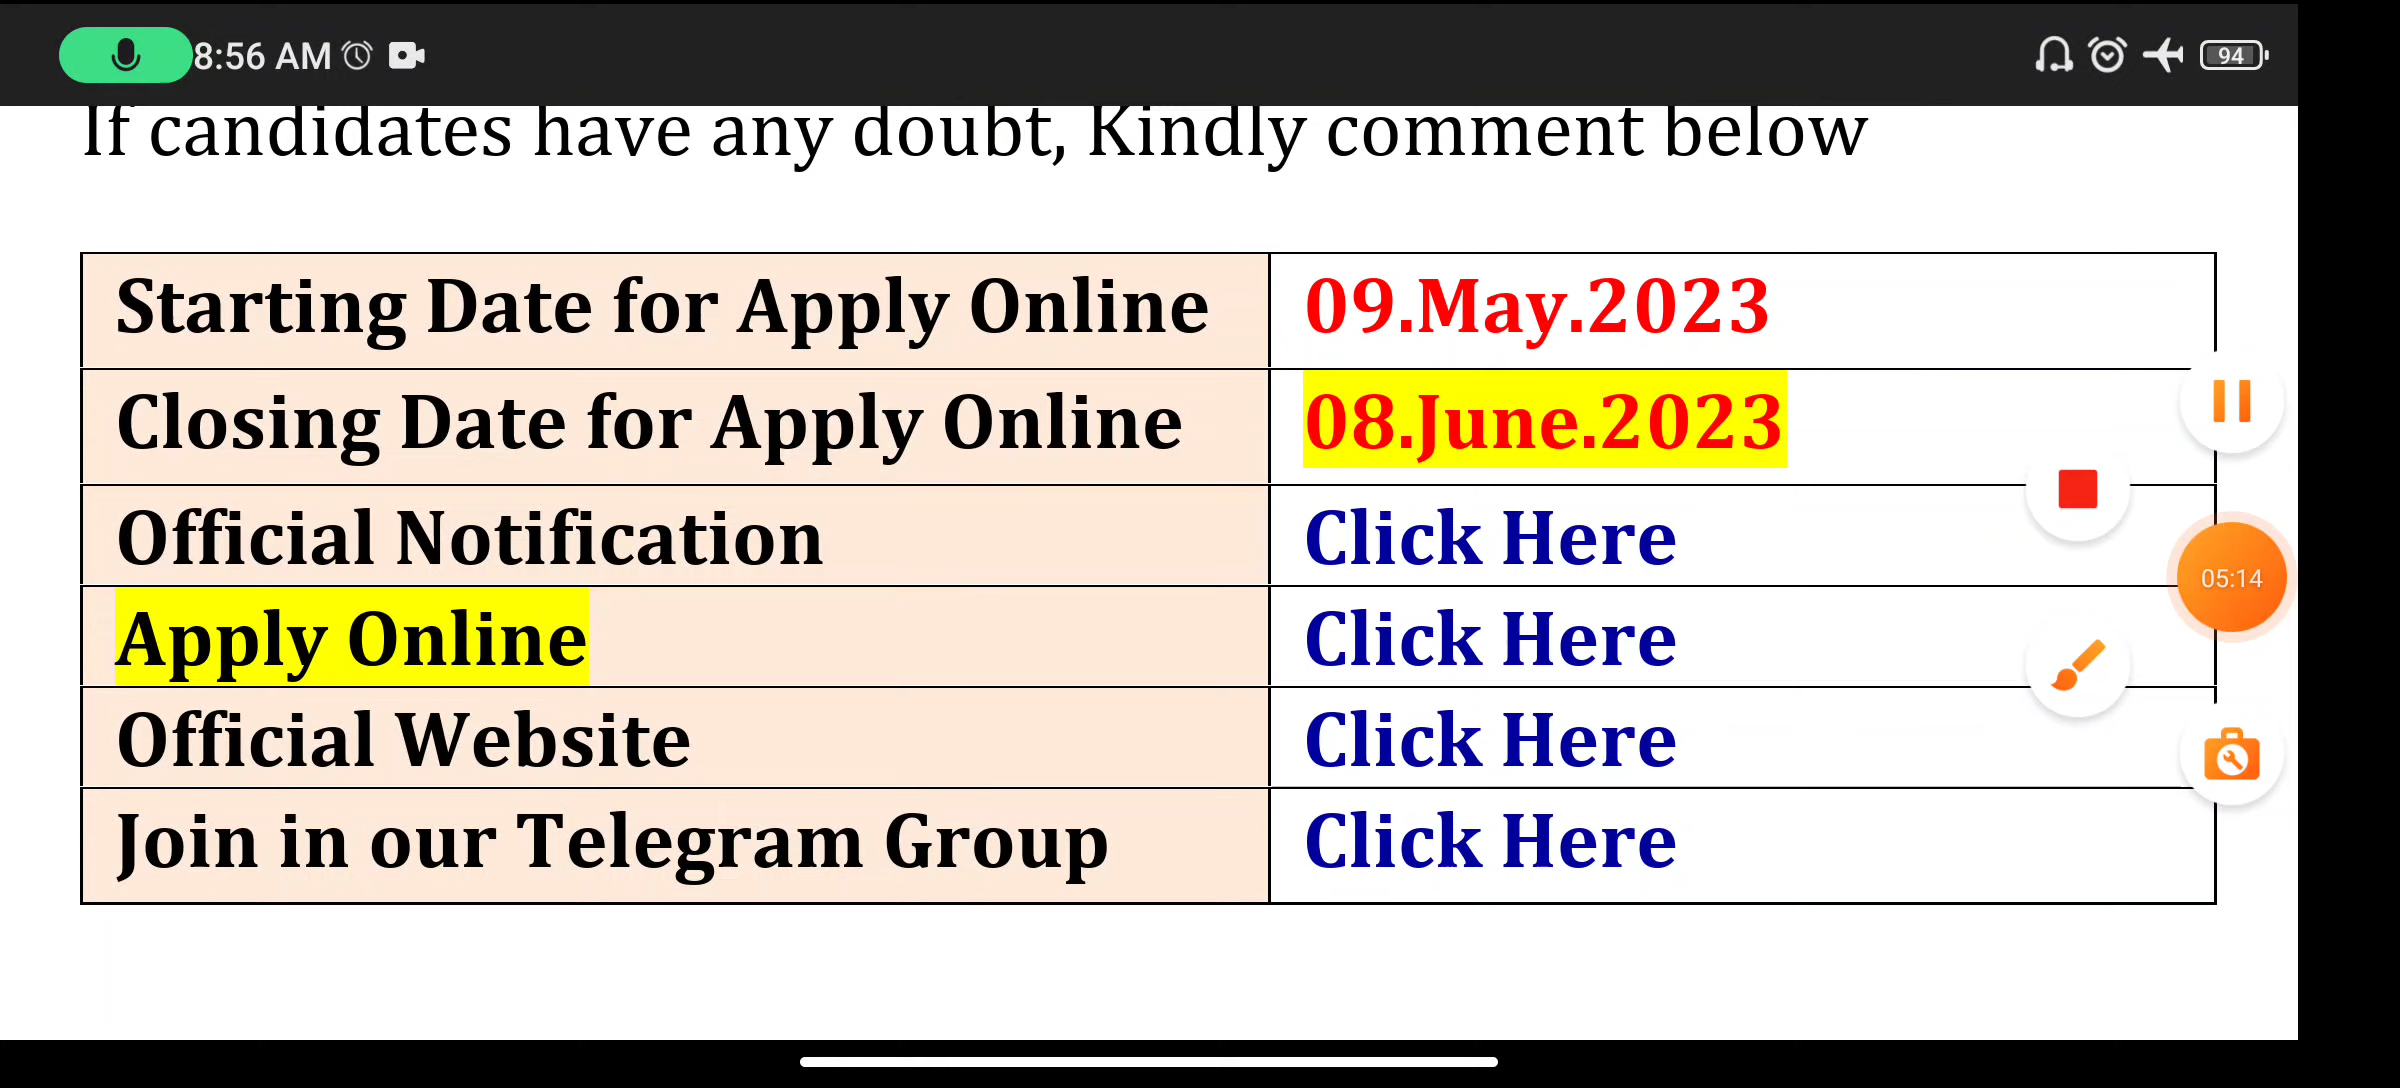 8:56 AM
94
If candidates have any doubt, Kindly comment below
Starting Date for Apply Online 09.May.2023
Closing Date for Apply Online 08.June.2023
Official Notification Click Here
05:14
Apply Online Click Here
Official Website Click Here
Join in our Telegram Group Click Here